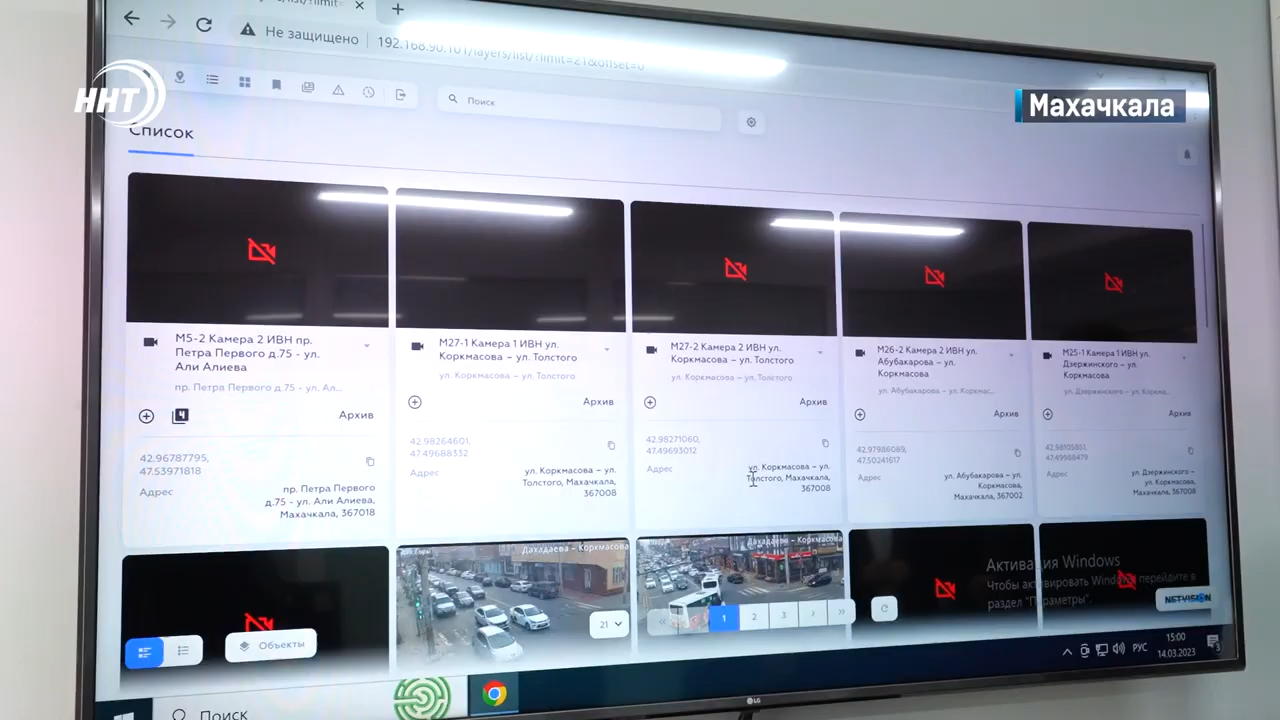 Не защищено
192.168.90.101/layers/list/?limit=21&offset=0
ННТ
Махачкала
Поиск
Список
М5-2 Камера 2 ИВН пр.
Петра Первого д.75 - ул.
Али Алиева
пр. Петра Первого д.75 - ул. Ал...
Архив
42.96787795,
47.53971818
Адрес
пр. Петра Первого
д.75 - ул. Али Алиева,
Махачкала, 367018
М27-1 Камера 1 ИВН ул.
Коркмасова – ул. Толстого
ул. Коркмасова – ул. Толстого
Архив
42.98264601,
47.49688332
Адрес
ул. Коркмасова – ул.
Толстого, Махачкала,
367008
М27-2 Камера 2 ИВН ул.
Коркмасова – ул. Толстого
ул. Коркмасова – ул. Толстого
Архив
42.98271060,
47.49693012
Адрес
ул. Коркмасова – ул.
Толстого, Махачкала,
367008
М26-2 Камера 2 ИВН ул.
Абубакарова – ул.
Коркмасова
ул. Абубакарова – ул. Коркмас...
Архив
42.97986089,
47.50241617
Адрес
ул. Абубакарова – ул.
Коркмасова,
Махачкала, 367002
М25-1 Камера 1 ИВН ул.
Дзержинского – ул.
Коркмасова
ул. Дзержинского – ул. Коркма...
Архив
42.98105851,
47.49988479
Адрес
ул. Дзержинского –
ул. Коркмасова,
Махачкала, 367008
Дахадаева – Коркмасова
Дахадаева – Коркмасова
Активация Windows
Чтобы активировать Windows, перейдите в
раздел "Параметры".
NETVISION
Объекты
21
1
2
3
РУС
15:00
14.03.2023
3
LG
Поиск